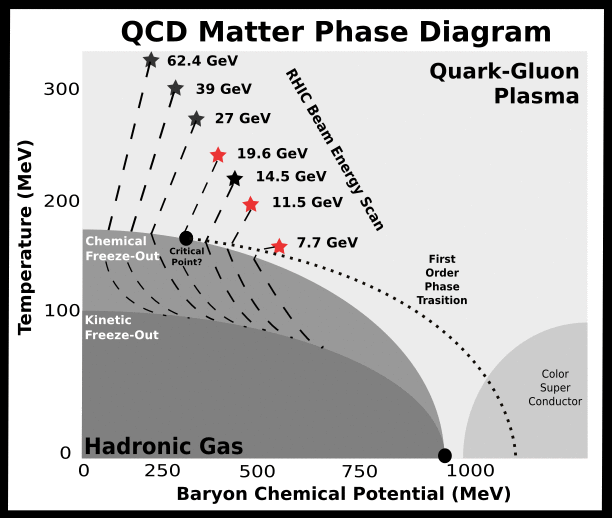 QCD Matter Phase Diagram
Quark-Gluon
Plasma
62.4 GeV
39 GeV
27 GeV
19.6 GeV
14.5 GeV
11.5 GeV
7.7 GeV
RHIC Beam Energy Scan
Chemical
Freeze-Out
Critical
Point?
First
Order
Phase
Trasition
Kinetic
Freeze-Out
Color
Super
Conductor
Hadronic Gas
Temperature (MeV)
300
200
100
0
0 250 500 750 1000
Baryon Chemical Potential (MeV)